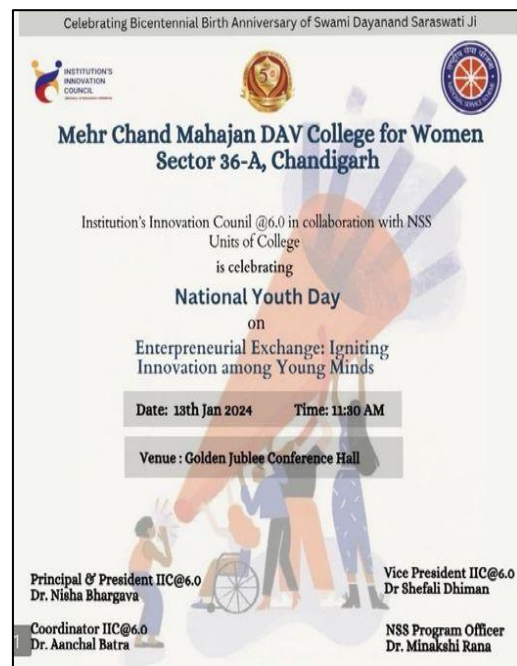 Celebrating Bicentennial Birth Anniversary of Swami Dayanand Saraswati Ji
INSTITUTION'S
INNOVATION
COUNCIL
Mehr Chand Mahajan DAV College for Women
Sector 36-A, Chandigarh
Institution's Innovation Counil @6.0 in collaboration with NSS
Units of College
is celebrating
National Youth Day
on
Enterpreneurial Exchange: Igniting
Innovation among Young Minds
Date: 13th Jan 2024 Time: 11:30 AM
Venue : Golden Jublee Conference Hall
Principal & President IIC@6.0
Dr. Nisha Bhargava
Vice President IIC@6.0
Dr Shefali Dhiman
Coordinator IIC@6.0
Dr. Aanchal Batra
NSS Program Officer
Dr. Minakshi Rana
1